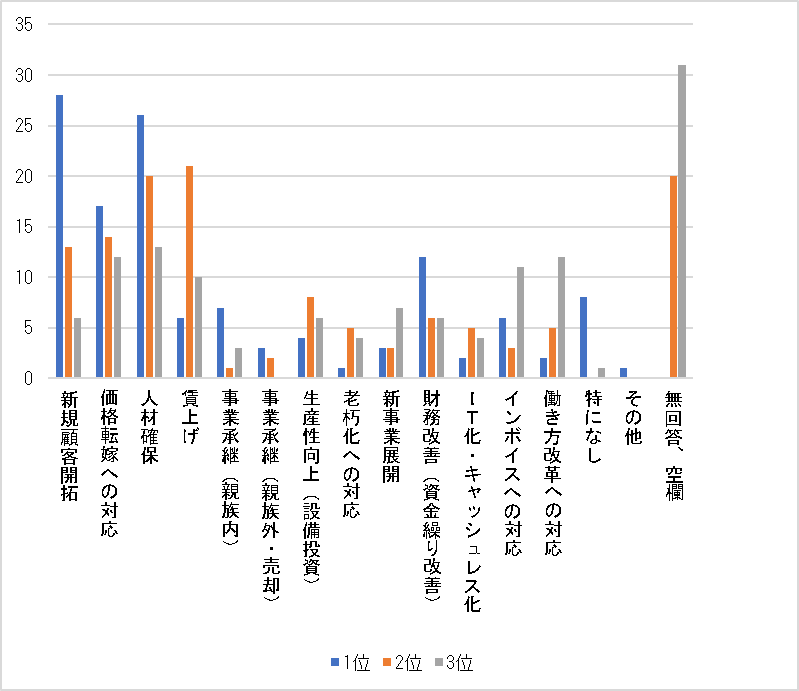 35
30
25
20
15
10
5
0
新規顧客開拓
価格転嫁への対応
人材確保
賃上げ
事業承継（親族内）
事業承継（親族外・売却）
生産性向上（設備投資）
老朽化への対応
新事業展開
財務改善（資金繰り改善）
ＩＴ化・キャッシュレス化
インボイスへの対応
働き方改革への対応
特になし
その他
無回答、空欄
1位 2位 3位